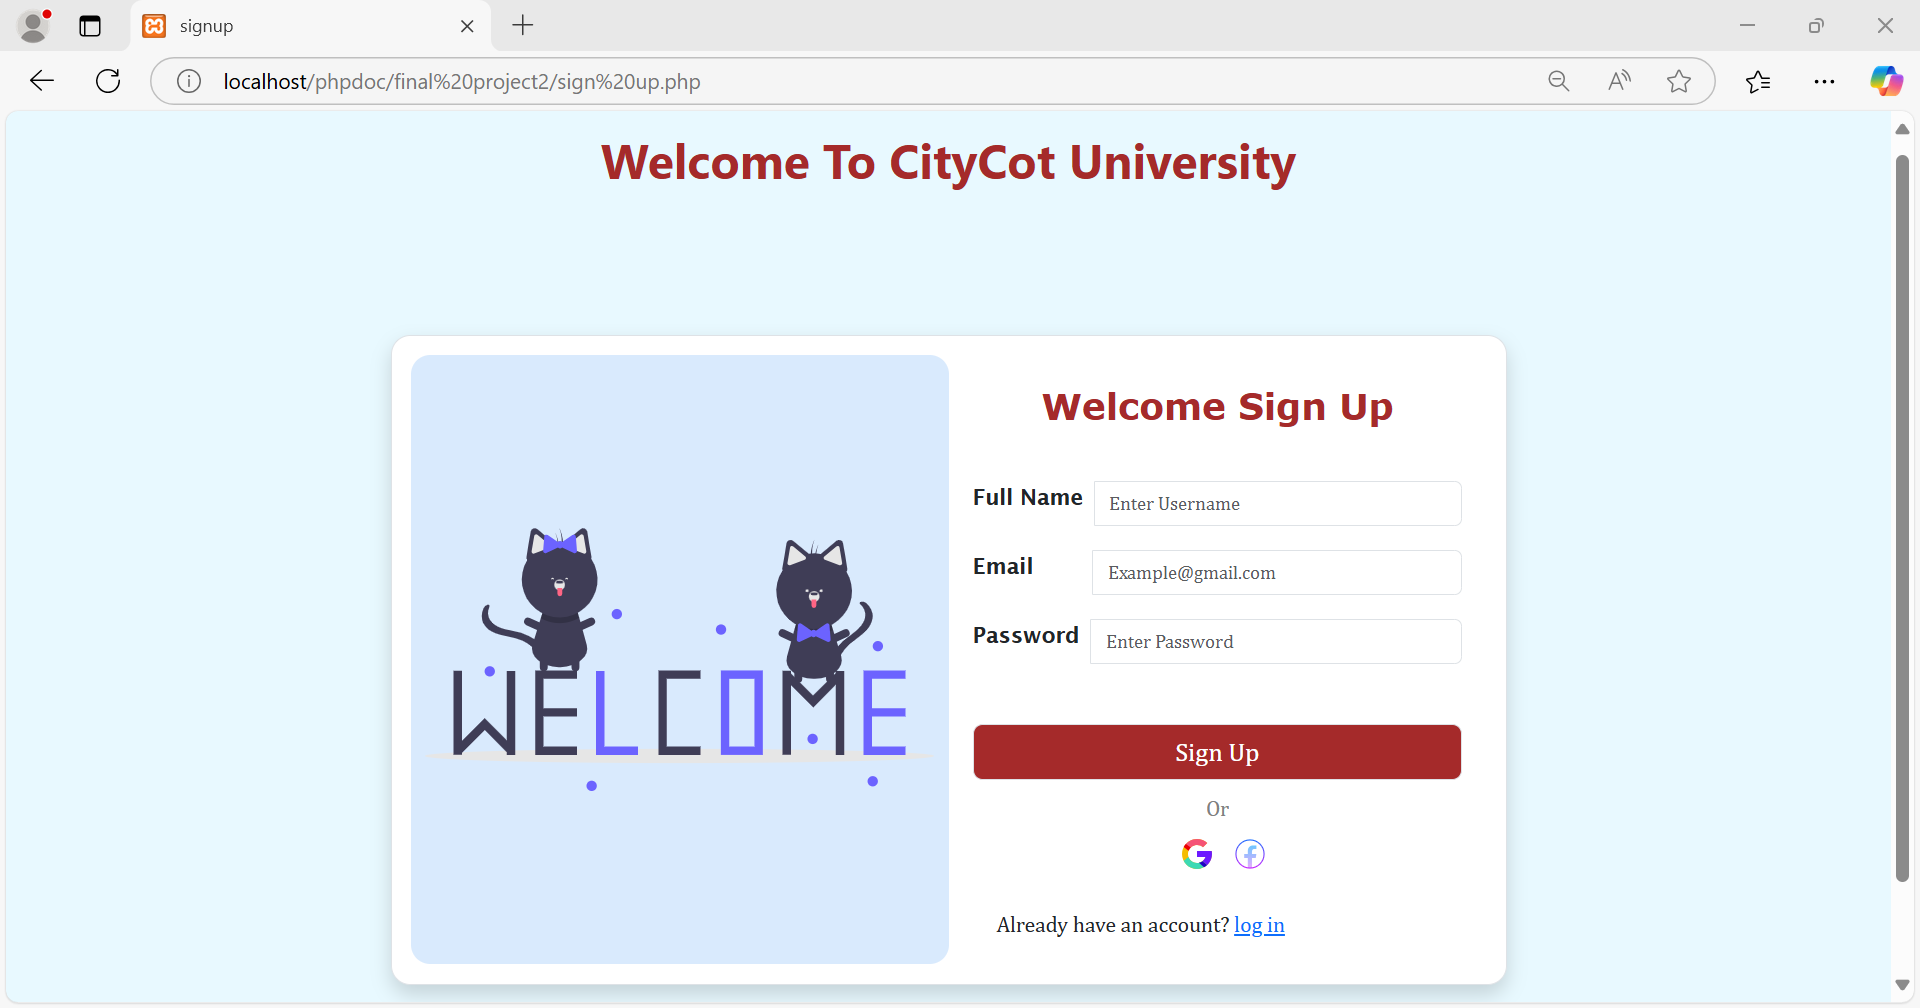 signup
localhost/phpdoc/final%20project2/sign%20up.php
Welcome To CityCot University
WELCOME
Welcome Sign Up
Full Name
Enter Username
Email
Example@gmail.com
Password
Enter Password
Sign Up
Or
Already have an account? log in